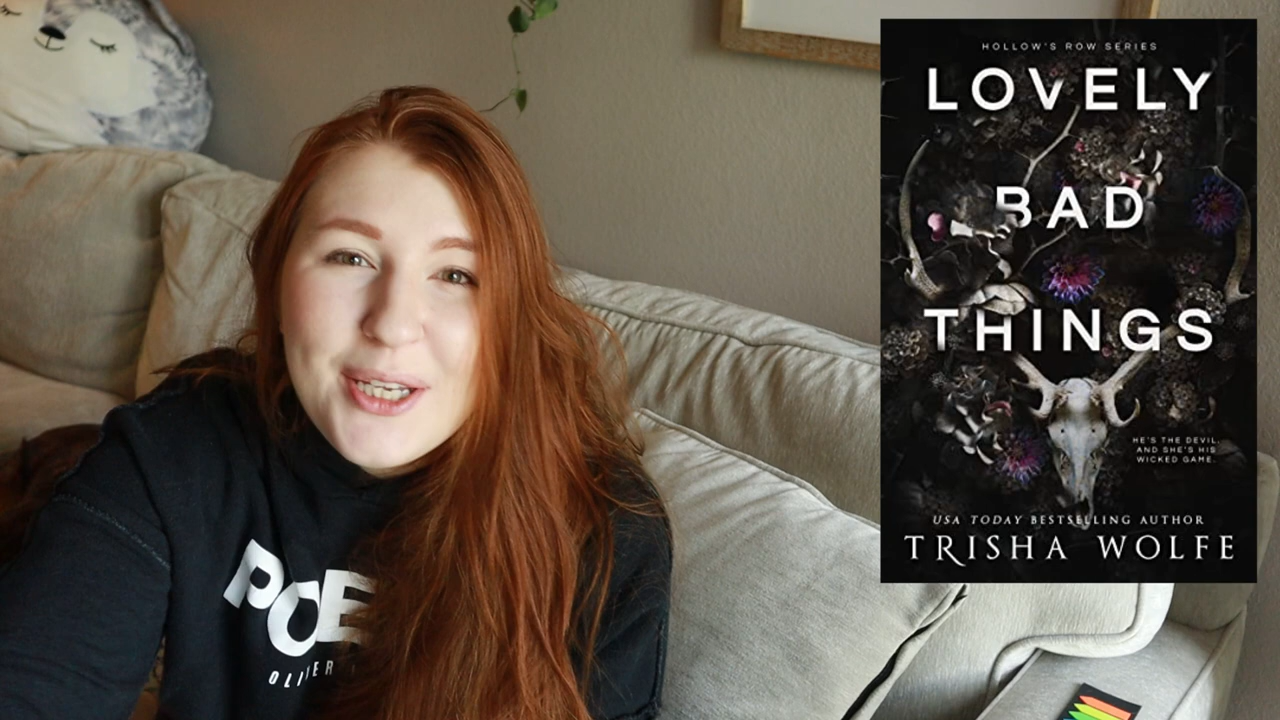 HOLLOW'S ROW SERIES
LOVELY
BAD
THINGS
HE'S THE DEVIL.
AND SHE'S HIS
WICKED GAME.
USA TODAY BESTSELLING AUTHOR
TRISHA WOLFE